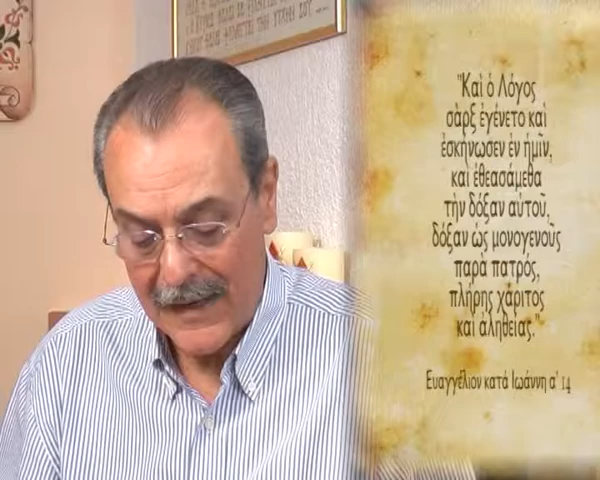 "Καὶ ὁ Λόγος
σὰρξ ἐγένετο καὶ
ἐσκήνωσεν ἐν ἡμῖν,
καὶ ἐθεασάμεθα
τὴν δόξαν αὐτοῦ,
δόξαν ὡς μονογενοῦς
παρὰ πατρός,
πλήρης χάριτος
καὶ ἀληθείας."
Ευαγγέλιον κατά Ιωάννη α' 14